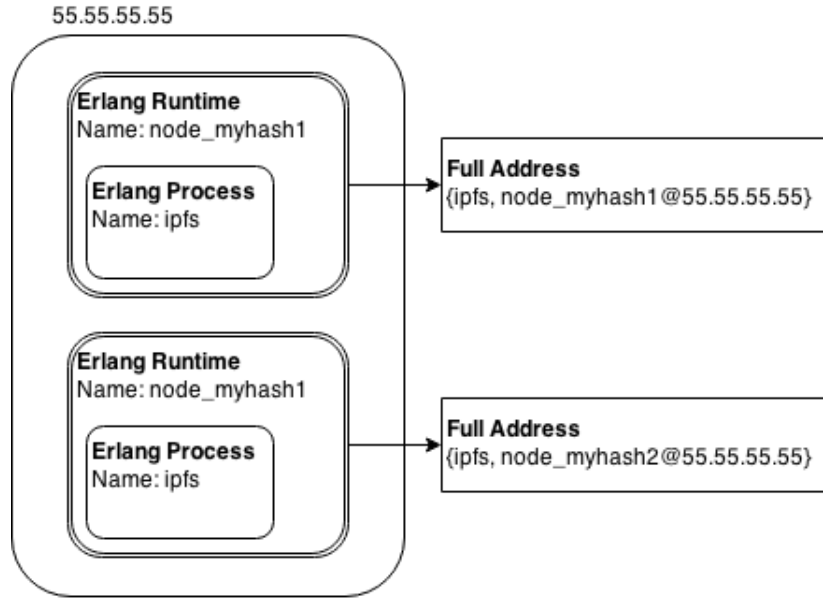 55.55.55.55
Erlang Runtime
Name: node_myhash1
Erlang Process
Name: ipfs
Full Address
{ipfs, node_myhash1@55.55.55.55}
Erlang Runtime
Name: node_myhash1
Erlang Process
Name: ipfs
Full Address
{ipfs, node_myhash2@55.55.55.55}